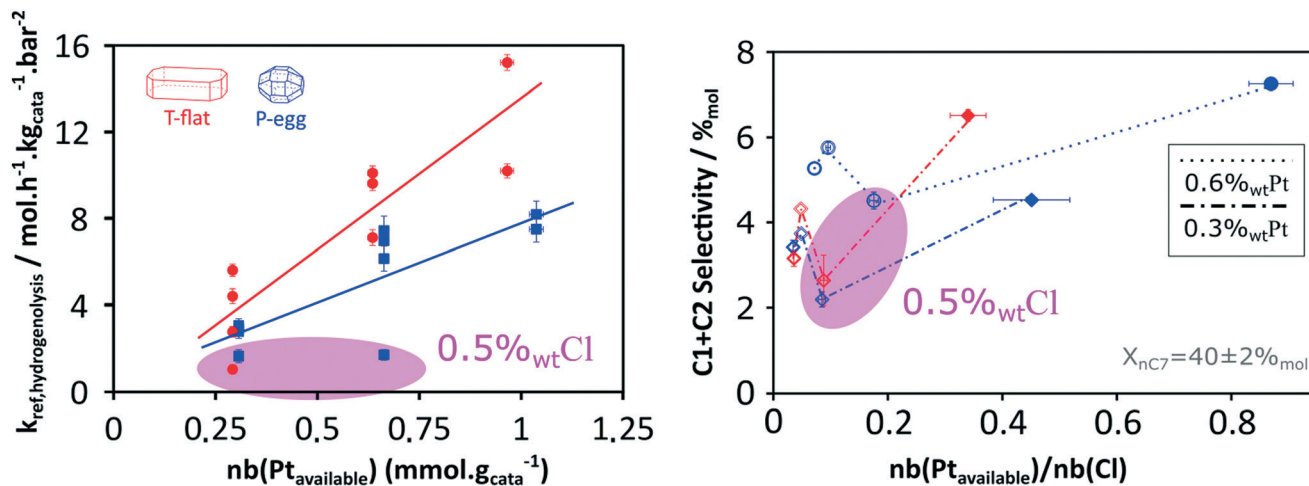 k_ref,hydrogenolysis / mol.h⁻¹.kg_cata⁻¹.bar⁻²
16
12
8
4
0
T-flat
P-egg
0.5%wtCl
0
0.25
0.5
0.75
1
1.25
nb(Pt_available) (mmol.g_cata⁻¹)
C1+C2 Selectivity / %mol
8
6
4
2
0
0.6%wtPt
0.3%wtPt
0.5%wtCl
X_nC7=40±2%mol
0
0.2
0.4
0.6
0.8
nb(Pt_available)/nb(Cl)